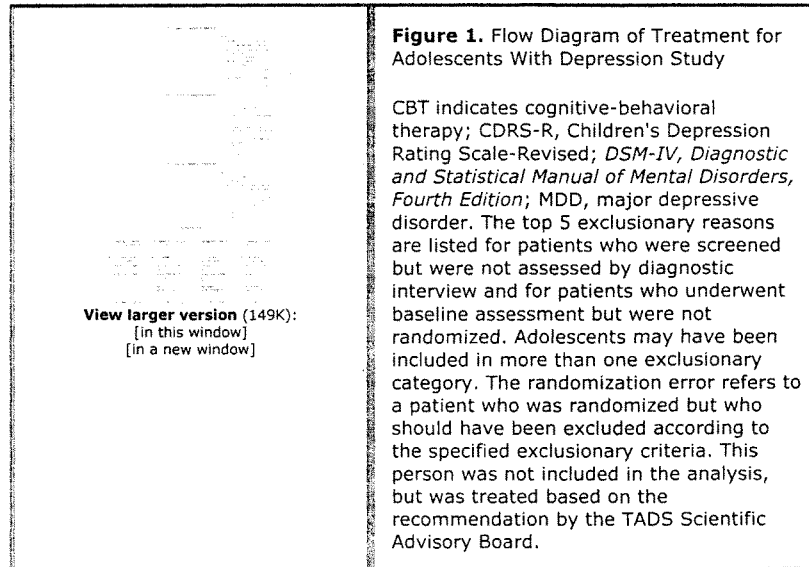 View larger version (149K):
[in this window]
[in a new window]
Figure 1. Flow Diagram of Treatment for
Adolescents With Depression Study
CBT indicates cognitive-behavioral
therapy; CDRS-R, Children's Depression
Rating Scale-Revised; DSM-IV, Diagnostic
and Statistical Manual of Mental Disorders,
Fourth Edition; MDD, major depressive
disorder. The top 5 exclusionary reasons
are listed for patients who were screened
but were not assessed by diagnostic
interview and for patients who underwent
baseline assessment but were not
randomized. Adolescents may have been
included in more than one exclusionary
category. The randomization error refers to
a patient who was randomized but who
should have been excluded according to
the specified exclusionary criteria. This
person was not included in the analysis,
but was treated based on the
recommendation by the TADS Scientific
Advisory Board.